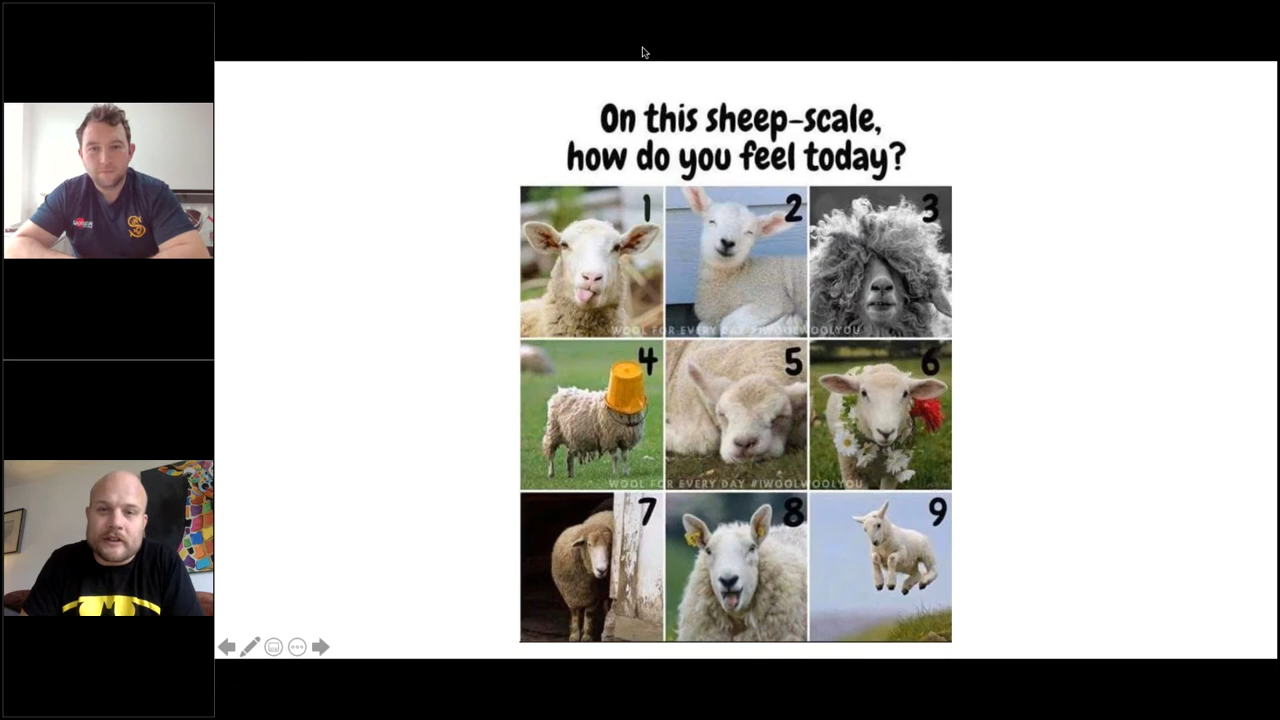 On this sheep-scale,
how do you feel today?
1
2
3
WOOL FOR EVERY DAY #IWOOLWOOLYOU
4
5
6
WOOL FOR EVERY DAY #IWOOLWOOLYOU
7
8
9